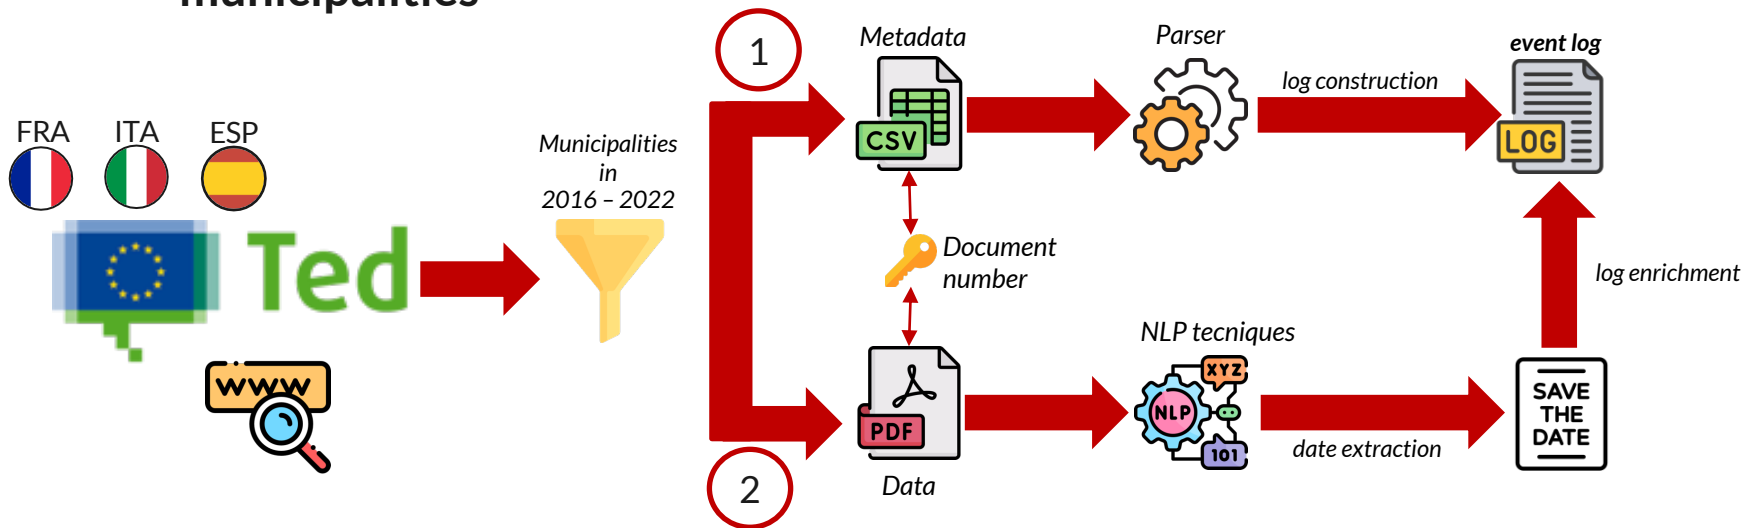 municipalities
FRA
ITA
ESP
Ted
www
Municipalities
in
2016 – 2022
1
Metadata
CSV
Parser
log construction
event log
LOG
Document
number
2
PDF
Data
NLP tecniques
XYZ
NLP
101
date extraction
SAVE
THE
DATE
log enrichment